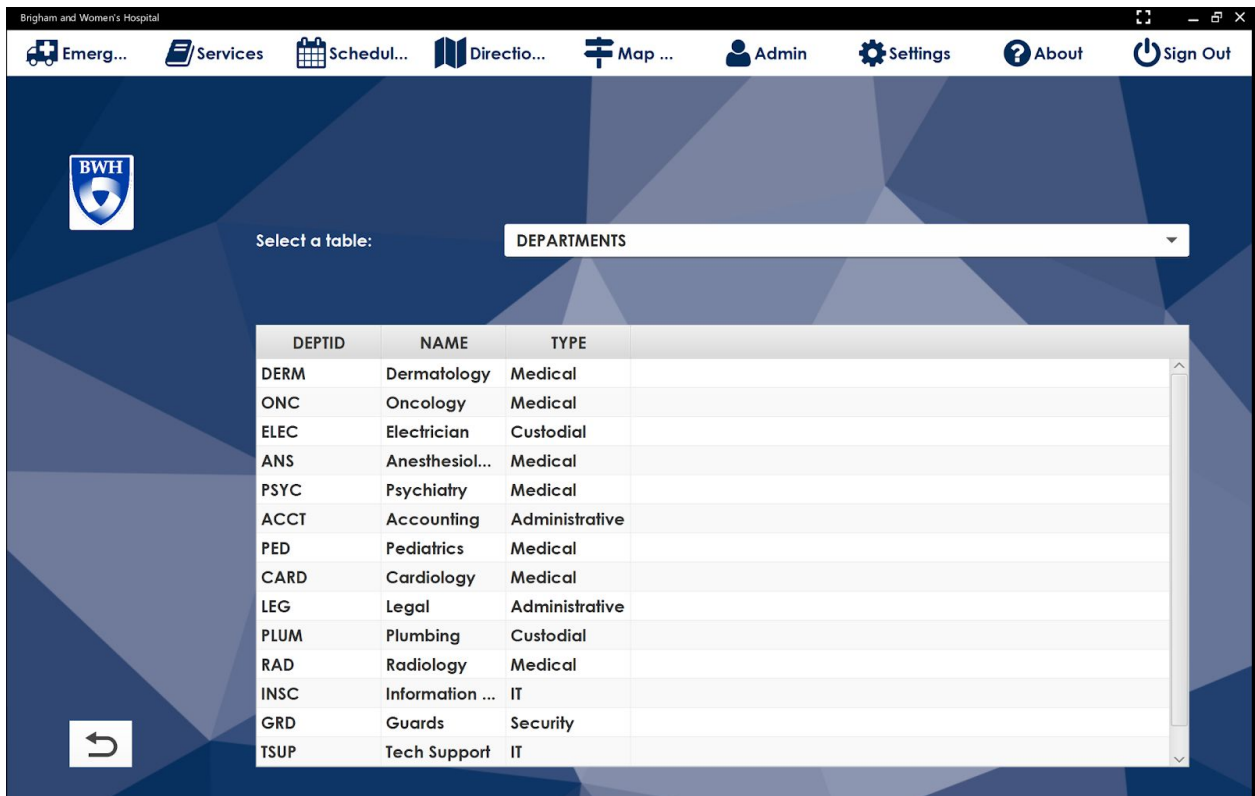 Brigham and Women's Hospital
Emerg... Services Schedul... Directio... Map ... Admin Settings About Sign Out
BWH
Select a table: DEPARTMENTS
DEPTID NAME TYPE
DERM Dermatology Medical
ONC Oncology Medical
ELEC Electrician Custodial
ANS Anesthesiol... Medical
PSYC Psychiatry Medical
ACCT Accounting Administrative
PED Pediatrics Medical
CARD Cardiology Medical
LEG Legal Administrative
PLUM Plumbing Custodial
RAD Radiology Medical
INSC Information ... IT
GRD Guards Security
TSUP Tech Support IT